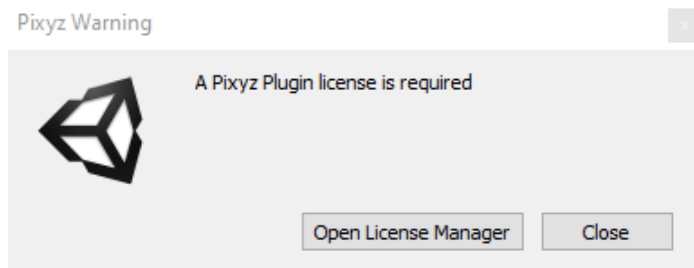 Pixyz Warning
A Pixyz Plugin license is required
Open License Manager
Close